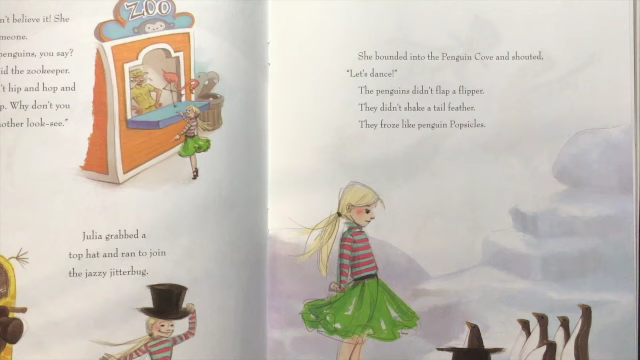 n't believe it! She
meone.
penguins, you say?
id the zookeeper.
't hip and hop and
p. Why don't you
other look-see."
ZOO
Julia grabbed a
top hat and ran to join
the jazzy jitterbug.
She bounded into the Penguin Cove and shouted,
"Let's dance!"
The penguins didn't flap a flipper.
They didn't shake a tail feather.
They froze like penguin Popsicles.